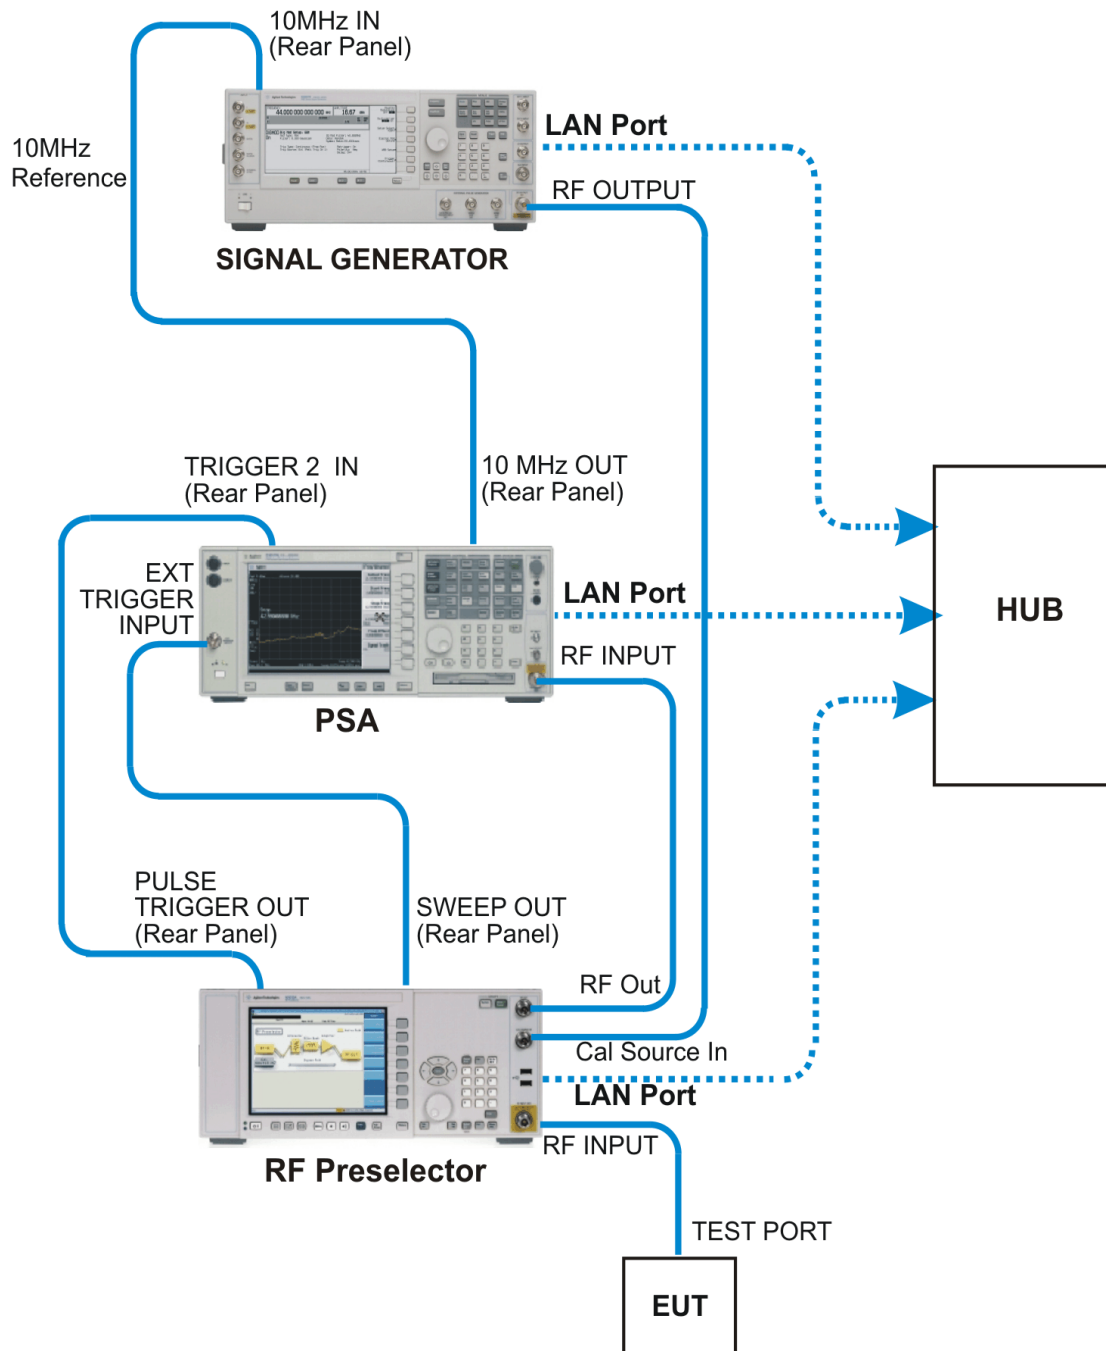 10MHz IN
(Rear Panel)
10MHz
Reference
LAN Port
RF OUTPUT
SIGNAL GENERATOR
TRIGGER 2 IN
(Rear Panel)
10 MHz OUT
(Rear Panel)
EXT
TRIGGER
INPUT
LAN Port
RF INPUT
HUB
PSA
PULSE
TRIGGER OUT
(Rear Panel)
SWEEP OUT
(Rear Panel)
RF Out
Cal Source In
LAN Port
RF INPUT
RF Preselector
TEST PORT
EUT